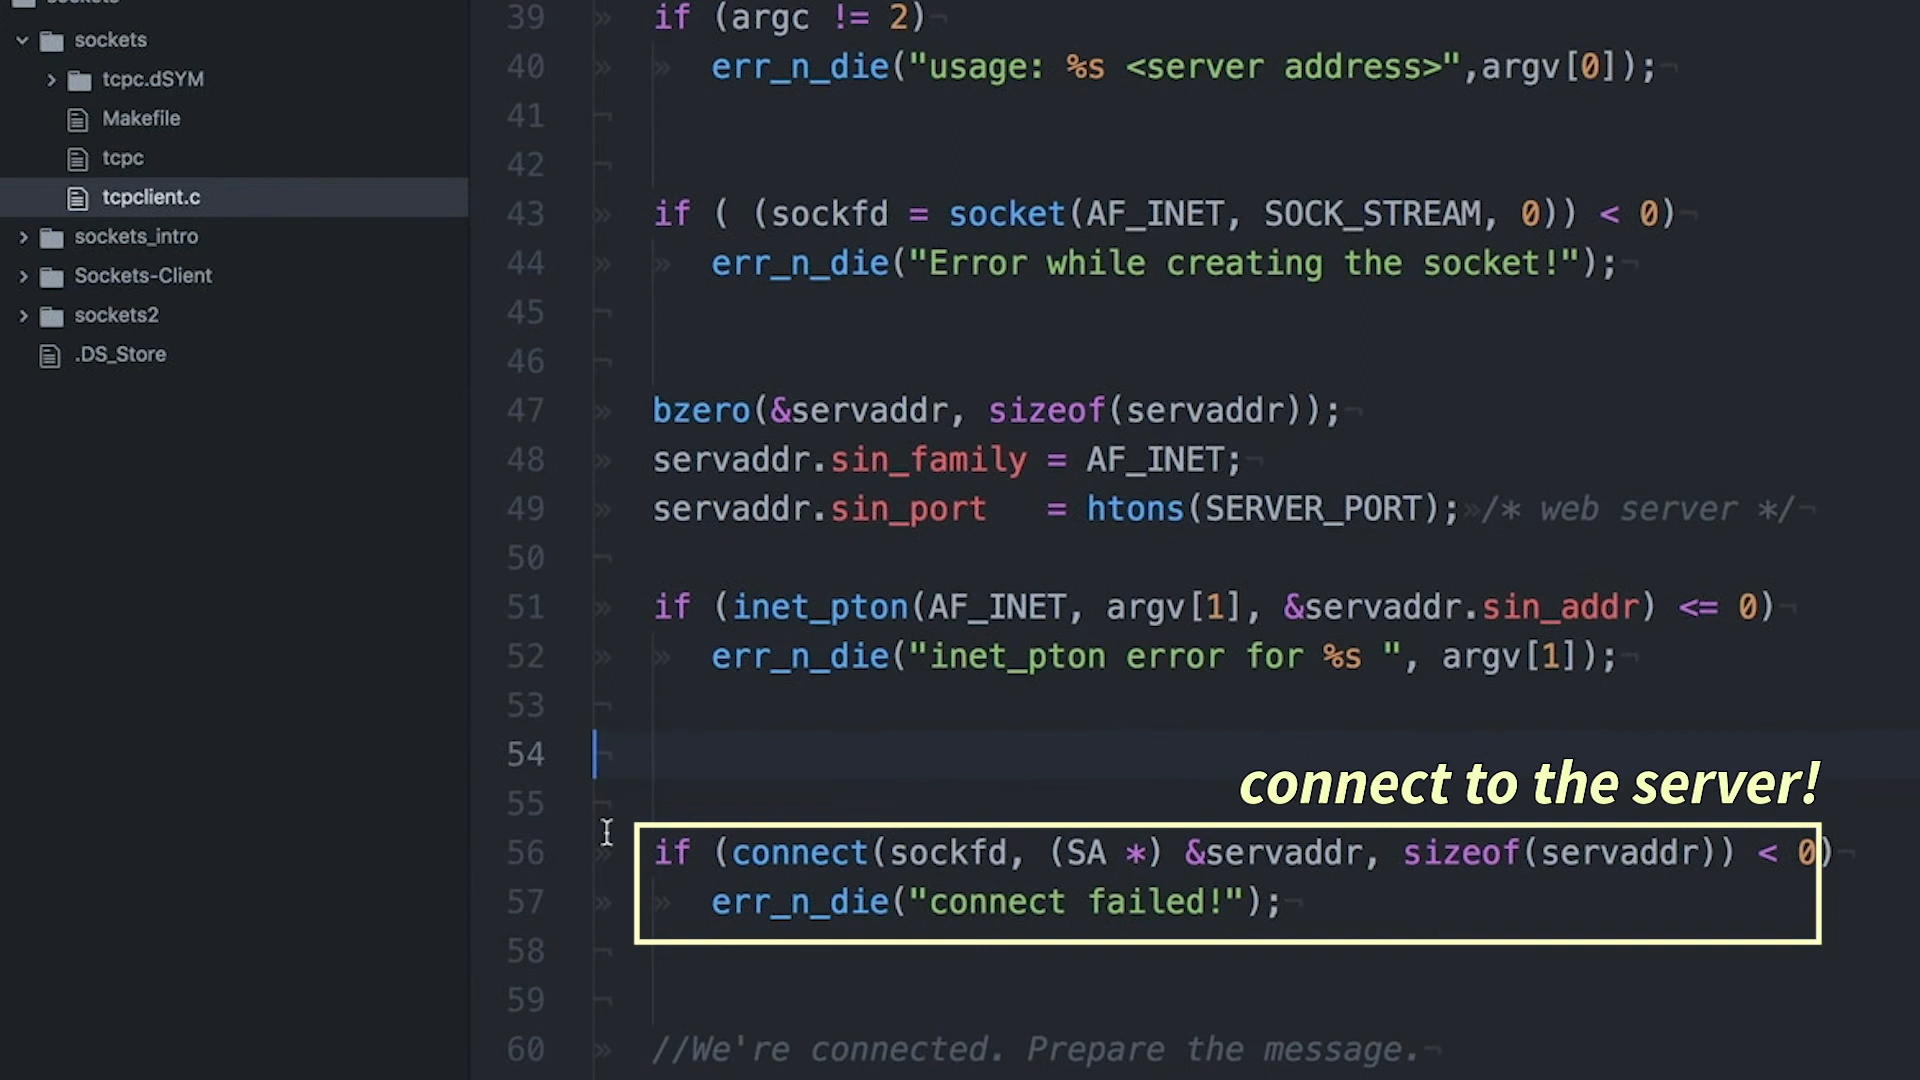 sockets
sockets
tcpc.dSYM
Makefile
tcpc
tcpclient.c
sockets_intro
Sockets-Client
sockets2
.DS_Store
39 if (argc != 2)
40 err_n_die("usage: %s <server address>",argv[0]);
41
42
43 if ( (sockfd = socket(AF_INET, SOCK_STREAM, 0)) < 0)
44 err_n_die("Error while creating the socket!");
45
46
47 bzero(&servaddr, sizeof(servaddr));
48 servaddr.sin_family = AF_INET;
49 servaddr.sin_port   = htons(SERVER_PORT); /* web server */
50
51 if (inet_pton(AF_INET, argv[1], &servaddr.sin_addr) <= 0)
52 err_n_die("inet_pton error for %s ", argv[1]);
53
54
connect to the server!
55
56 if (connect(sockfd, (SA *) &servaddr, sizeof(servaddr)) < 0)
57 err_n_die("connect failed!");
58
59
60 //We're connected. Prepare the message.